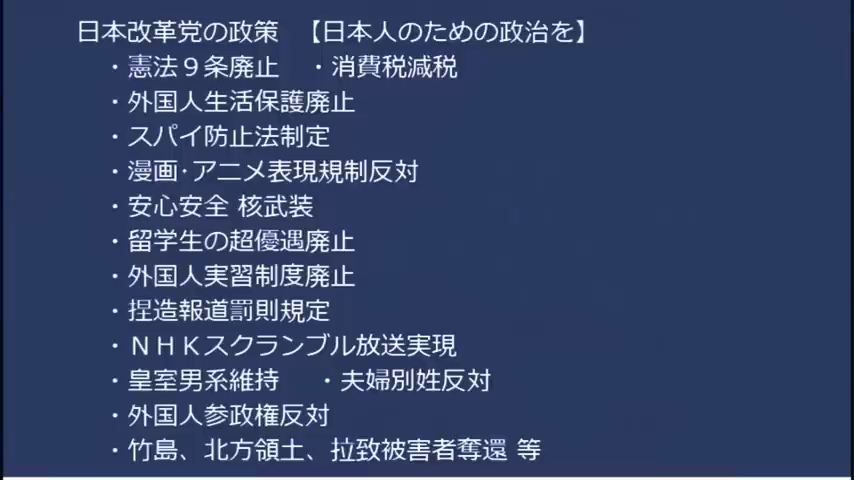 日本改革党の政策 【日本人のための政治を】
・憲法９条廃止 ・消費税減税
・外国人生活保護廃止
・スパイ防止法制定
・漫画･アニメ表現規制反対
・安心安全 核武装
・留学生の超優遇廃止
・外国人実習制度廃止
・捏造報道罰則規定
・ＮＨＫスクランブル放送実現
・皇室男系維持 ・夫婦別姓反対
・外国人参政権反対
・竹島、北方領土、拉致被害者奪還 等